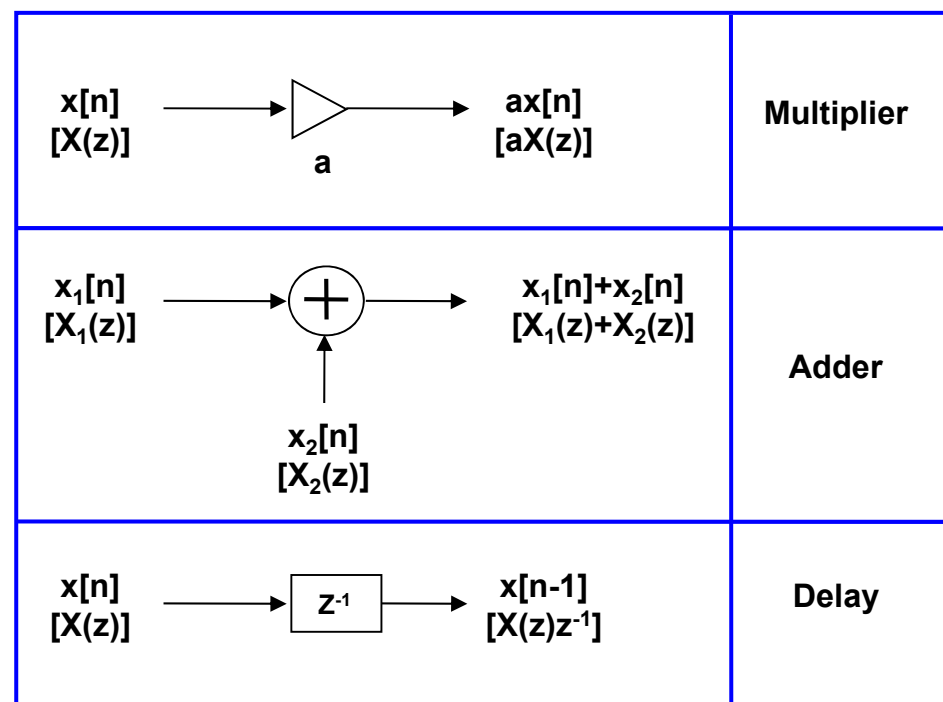 x[n]
[X(z)]
a
ax[n]
[aX(z)]
Multiplier
x₁[n]
[X₁(z)]
+
x₁[n]+x₂[n]
[X₁(z)+X₂(z)]
x₂[n]
[X₂(z)]
Adder
x[n]
[X(z)]
z⁻¹
x[n-1]
[X(z)z⁻¹]
Delay